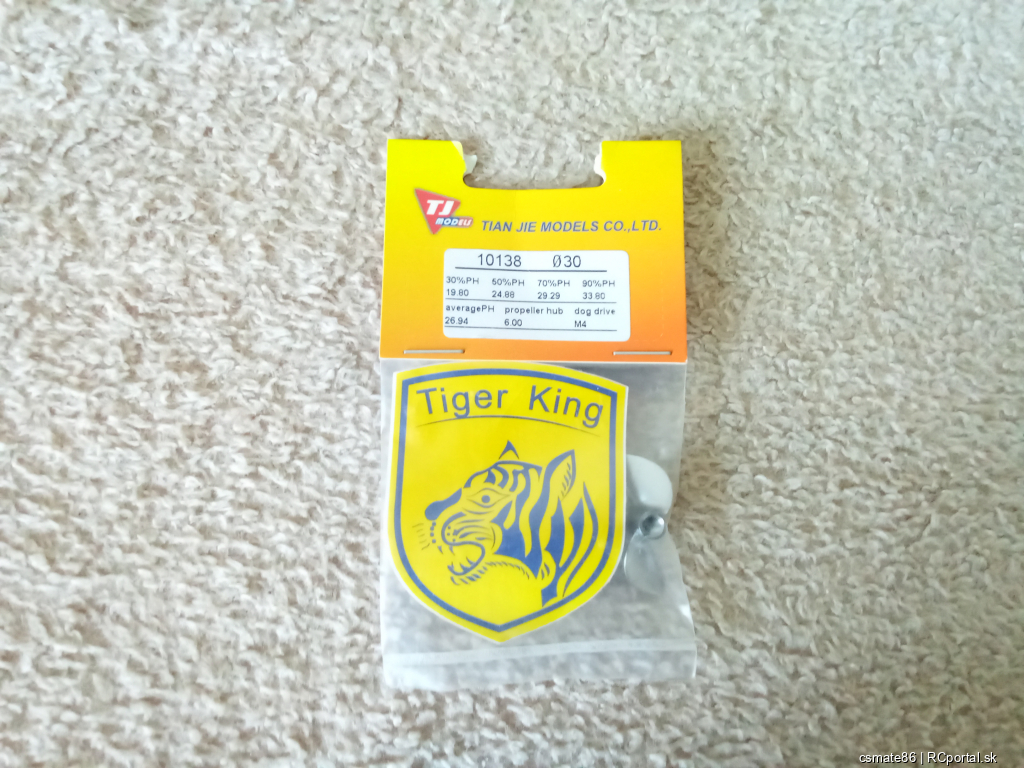 TJ
MODELS
TIAN JIE MODELS CO.,LTD.
10138 Ø30
30%PH 50%PH 70%PH 90%PH
19.80 24.88 29.29 33.80
averagePH propeller hub dog drive
26.94 6.00 M4
Tiger King
csmate86 | RCportal.sk